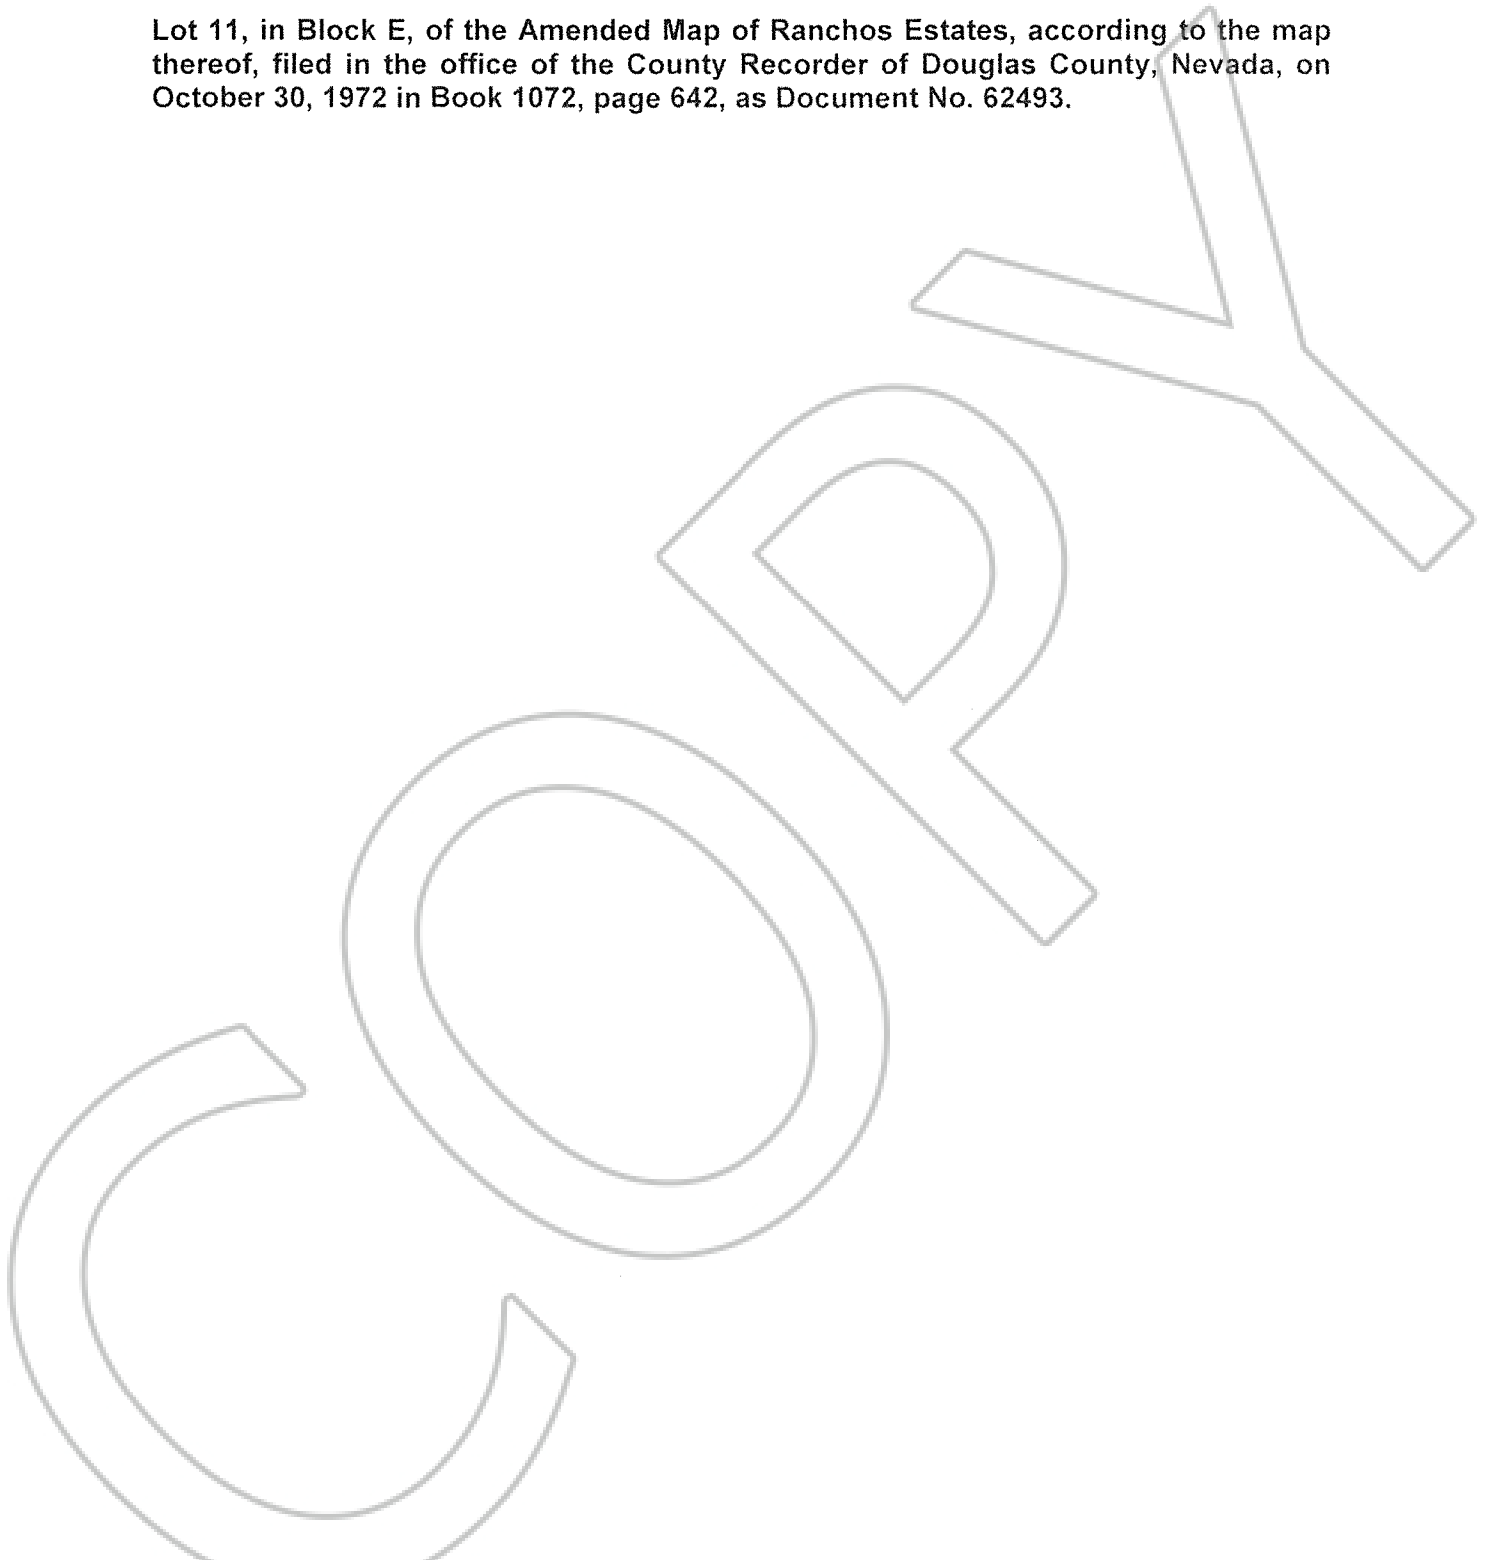 Lot 11, in Block E, of the Amended Map of Ranchos Estates, according to the map
thereof, filed in the office of the County Recorder of Douglas County, Nevada, on
October 30, 1972 in Book 1072, page 642, as Document No. 62493.
COPY